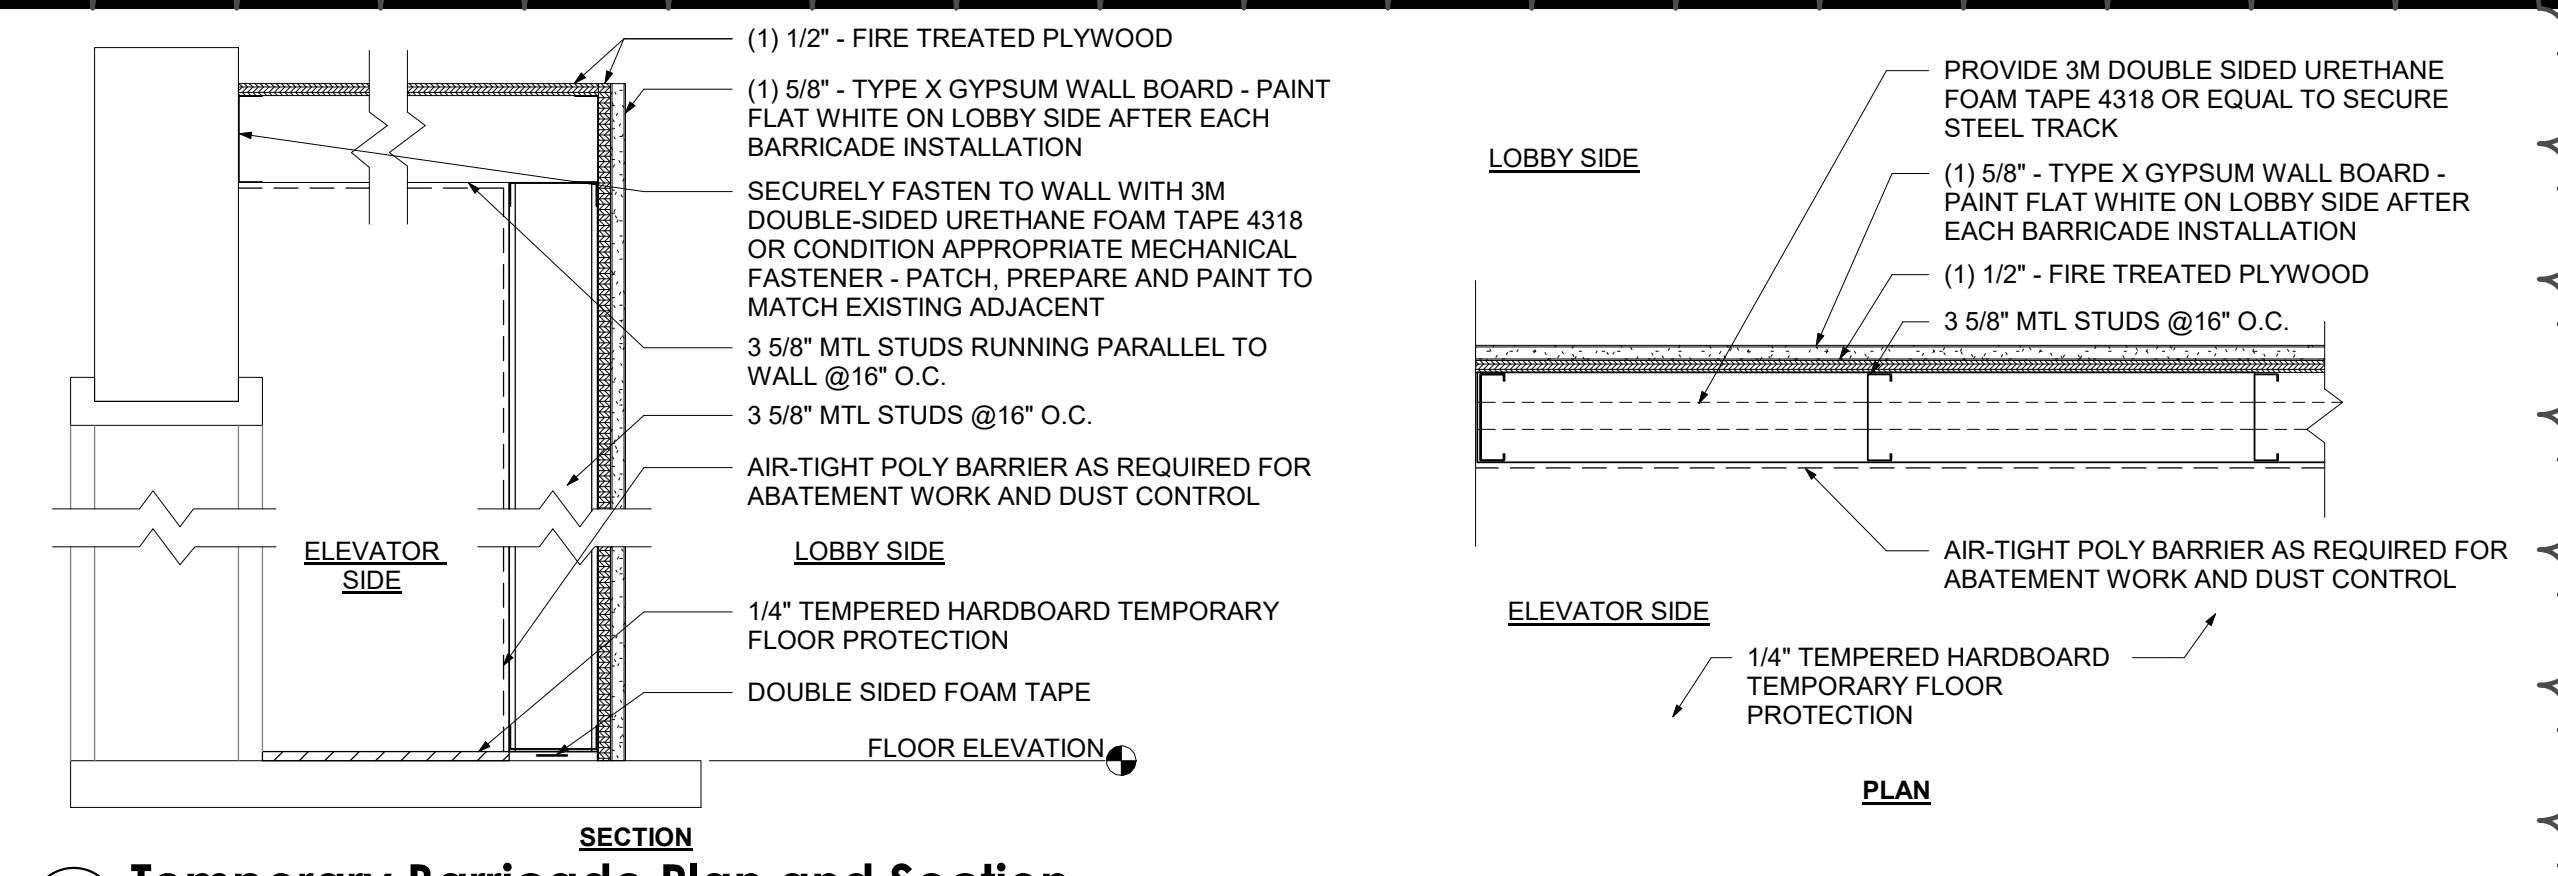 (1) 1/2" - FIRE TREATED PLYWOOD
(1) 5/8" - TYPE X GYPSUM WALL BOARD - PAINT
FLAT WHITE ON LOBBY SIDE AFTER EACH
BARRICADE INSTALLATION
SECURELY FASTEN TO WALL WITH 3M
DOUBLE-SIDED URETHANE FOAM TAPE 4318
OR CONDITION APPROPRIATE MECHANICAL
FASTENER - PATCH, PREPARE AND PAINT TO
MATCH EXISTING ADJACENT
3 5/8" MTL STUDS RUNNING PARALLEL TO
WALL @16" O.C.
3 5/8" MTL STUDS @16" O.C.
AIR-TIGHT POLY BARRIER AS REQUIRED FOR
ABATEMENT WORK AND DUST CONTROL
ELEVATOR
SIDE
LOBBY SIDE
1/4" TEMPERED HARDBOARD TEMPORARY
FLOOR PROTECTION
DOUBLE SIDED FOAM TAPE
FLOOR ELEVATION
SECTION
Temporary Barricade Plan and Section
PROVIDE 3M DOUBLE SIDED URETHANE
FOAM TAPE 4318 OR EQUAL TO SECURE
STEEL TRACK
LOBBY SIDE
(1) 5/8" - TYPE X GYPSUM WALL BOARD -
PAINT FLAT WHITE ON LOBBY SIDE AFTER
EACH BARRICADE INSTALLATION
(1) 1/2" - FIRE TREATED PLYWOOD
3 5/8" MTL STUDS @16" O.C.
AIR-TIGHT POLY BARRIER AS REQUIRED FOR
ABATEMENT WORK AND DUST CONTROL
ELEVATOR SIDE
1/4" TEMPERED HARDBOARD
TEMPORARY FLOOR
PROTECTION
PLAN